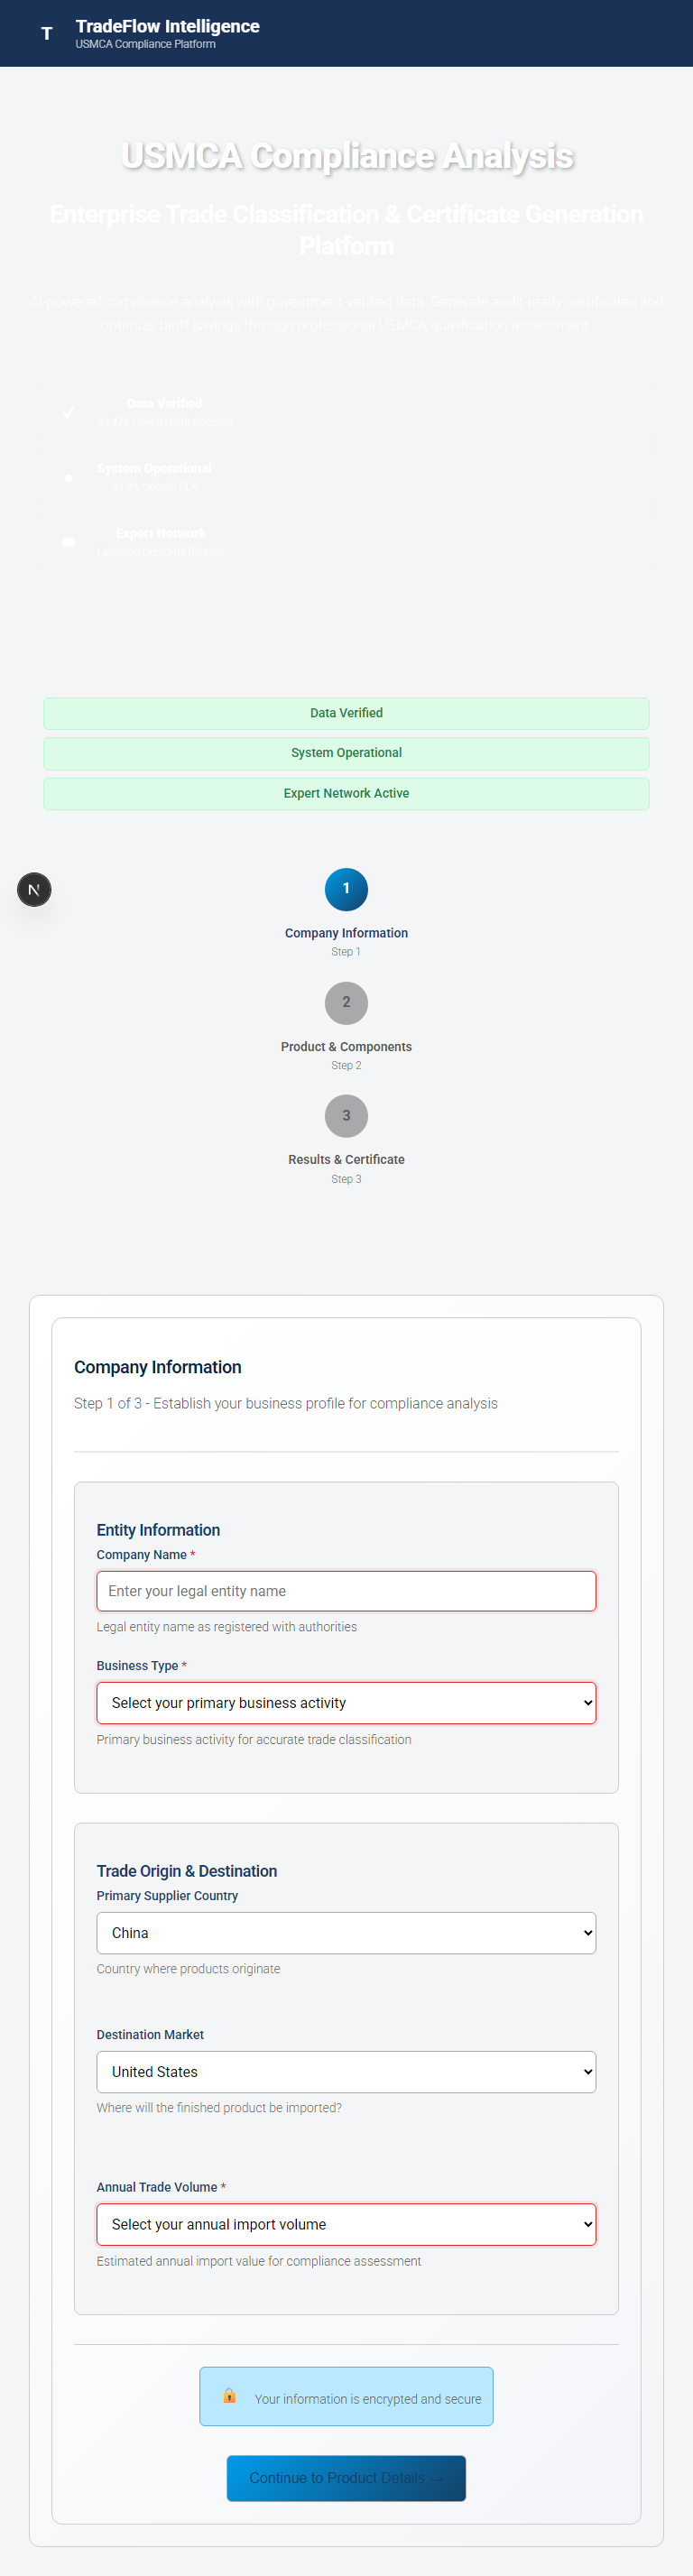 T
TradeFlow Intelligence
USMCA Compliance Platform
USMCA Compliance Analysis
Enterprise Trade Classification & Certificate Generation
Platform
AI-powered compliance analysis with government-verified data. Generate audit-ready certificates and
optimize tariff savings through professional USMCA qualification assessment.
✓
Data Verified
Government Records
System Operational
Expert Network
Licensed Customs Brokers
Data Verified
System Operational
Expert Network Active
N
1
Company Information
Step 1
2
Product & Components
Step 2
3
Results & Certificate
Step 3
Company Information
Step 1 of 3 - Establish your business profile for compliance analysis
Entity Information
Company Name *
Enter your legal entity name
Legal entity name as registered with authorities
Business Type *
Select your primary business activity
Primary business activity for accurate trade classification
Trade Origin & Destination
Primary Supplier Country
China
Country where products originate
Destination Market
United States
Where will the finished product be imported?
Annual Trade Volume *
Select your annual import volume
Estimated annual import value for compliance assessment
Your information is encrypted and secure
Continue to Product Details →